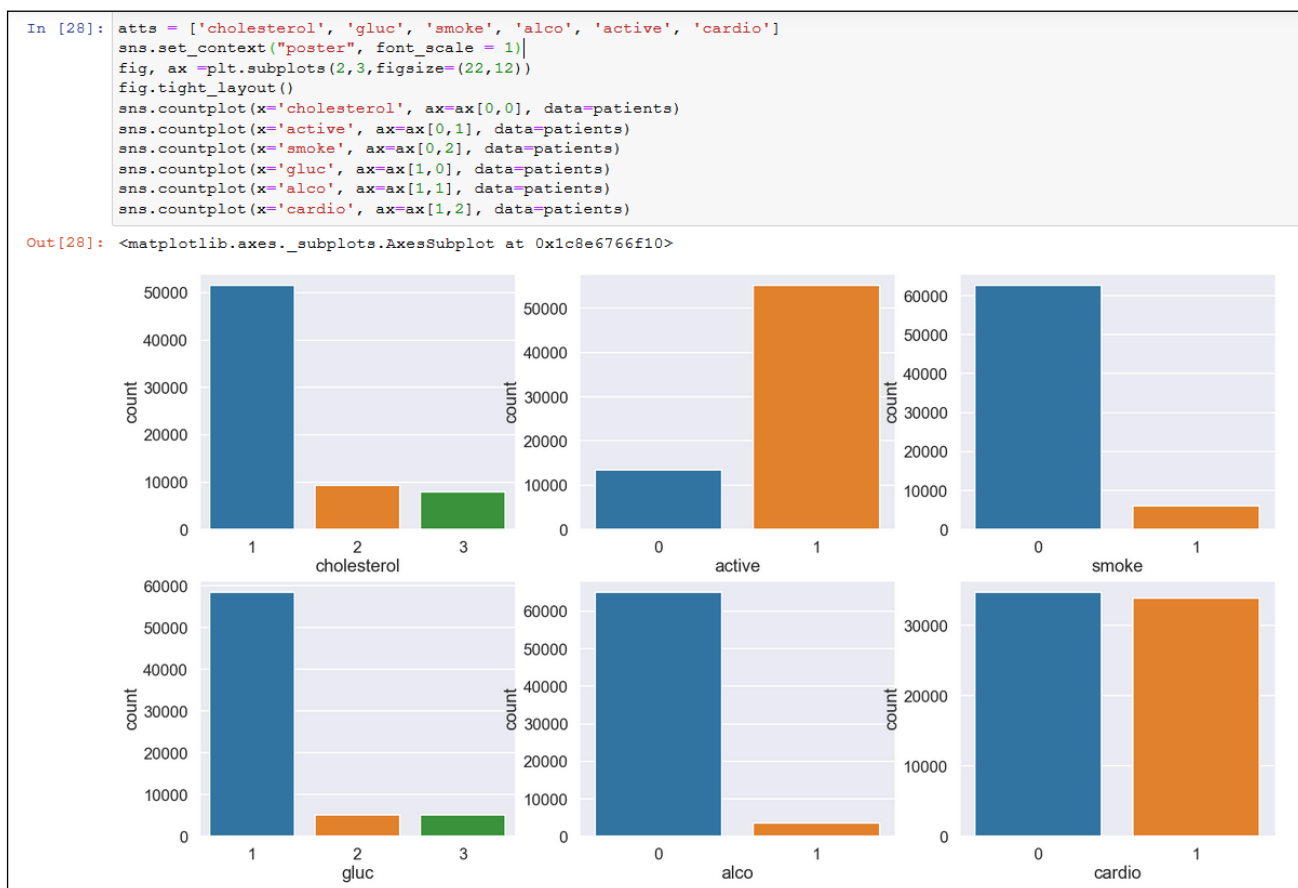 In [28]: atts = ['cholesterol', 'gluc', 'smoke', 'alco', 'active', 'cardio']
sns.set_context("poster", font_scale = 1)
fig, ax =plt.subplots(2,3,figsize=(22,12))
fig.tight_layout()
sns.countplot(x='cholesterol', ax=ax[0,0], data=patients)
sns.countplot(x='active', ax=ax[0,1], data=patients)
sns.countplot(x='smoke', ax=ax[0,2], data=patients)
sns.countplot(x='gluc', ax=ax[1,0], data=patients)
sns.countplot(x='alco', ax=ax[1,1], data=patients)
sns.countplot(x='cardio', ax=ax[1,2], data=patients)
Out[28]: <matplotlib.axes._subplots.AxesSubplot at 0x1c8e6766f10>
50000
40000
30000
20000
10000
0
count
1 2 3
cholesterol
50000
40000
30000
20000
10000
0
count
0 1
active
60000
50000
40000
30000
20000
10000
0
count
0 1
smoke
60000
50000
40000
30000
20000
10000
0
count
1 2 3
gluc
60000
50000
40000
30000
20000
10000
0
count
0 1
alco
30000
20000
10000
0
count
0 1
cardio